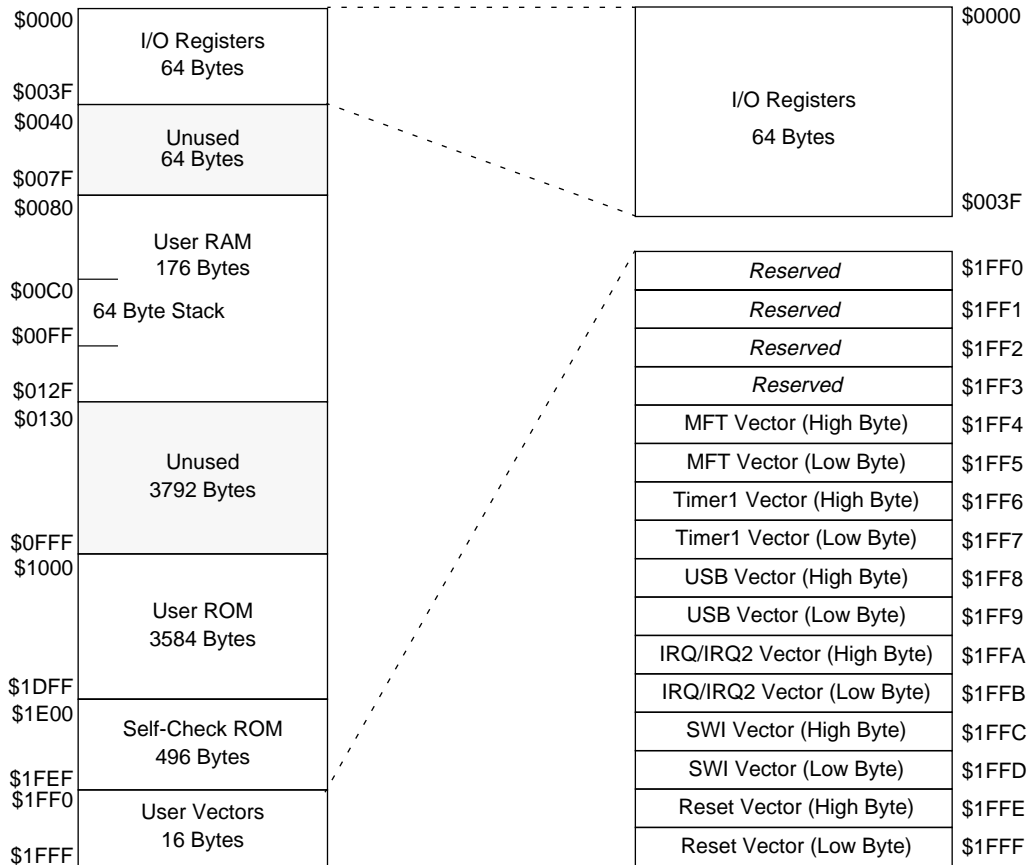 $0000
I/O Registers
64 Bytes
$003F
$0040
Unused
64 Bytes
$007F
$0080
User RAM
176 Bytes
$00C0
64 Byte Stack
$00FF
$012F
$0130
Unused
3792 Bytes
$0FFF
$1000
User ROM
3584 Bytes
$1DFF
$1E00
Self-Check ROM
496 Bytes
$1FEF
$1FF0
User Vectors
16 Bytes
$1FFF
$0000
I/O Registers
64 Bytes
$003F
Reserved $1FF0
Reserved $1FF1
Reserved $1FF2
Reserved $1FF3
MFT Vector (High Byte) $1FF4
MFT Vector (Low Byte) $1FF5
Timer1 Vector (High Byte) $1FF6
Timer1 Vector (Low Byte) $1FF7
USB Vector (High Byte) $1FF8
USB Vector (Low Byte) $1FF9
IRQ/IRQ2 Vector (High Byte) $1FFA
IRQ/IRQ2 Vector (Low Byte) $1FFB
SWI Vector (High Byte) $1FFC
SWI Vector (Low Byte) $1FFD
Reset Vector (High Byte) $1FFE
Reset Vector (Low Byte) $1FFF